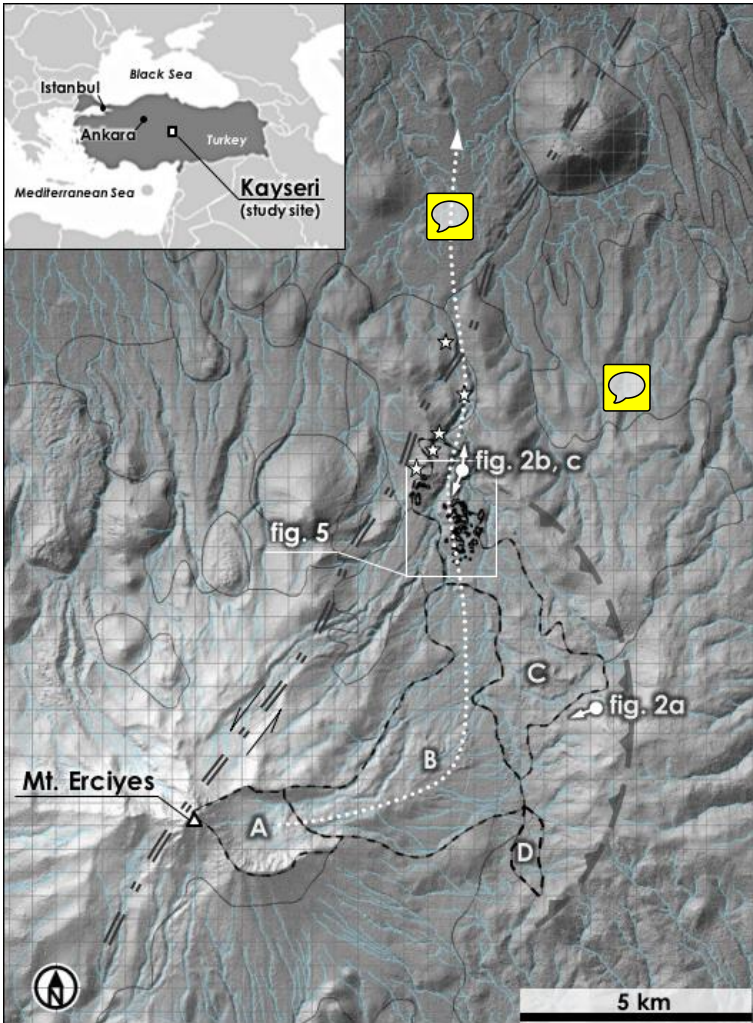 Black Sea
Istanbul
Ankara
Turkey
Mediterranean Sea
Kayseri
(study site)
fig. 2b, c
fig. 5
C
fig. 2a
B
Mt. Erciyes
A
D
N
5 km